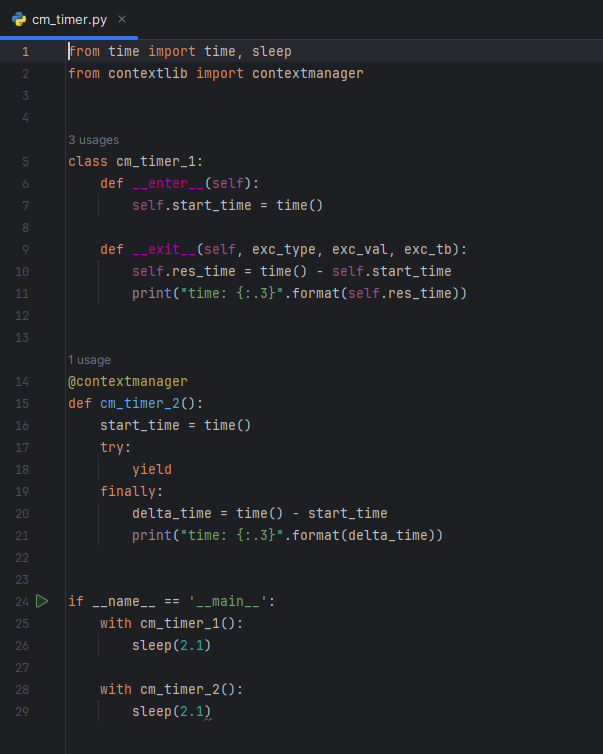 cm_timer.py
1 from time import time, sleep
2 from contextlib import contextmanager
3
4
3 usages
5 class cm_timer_1:
6     def __enter__(self):
7         self.start_time = time()
8
9     def __exit__(self, exc_type, exc_val, exc_tb):
10         self.res_time = time() - self.start_time
11         print("time: {:.3}".format(self.res_time))
12
13
1 usage
14 @contextmanager
15 def cm_timer_2():
16     start_time = time()
17     try:
18         yield
19     finally:
20         delta_time = time() - start_time
21         print("time: {:.3}".format(delta_time))
22
23
24 if __name__ == '__main__':
25     with cm_timer_1():
26         sleep(2.1)
27
28     with cm_timer_2():
29         sleep(2.1)